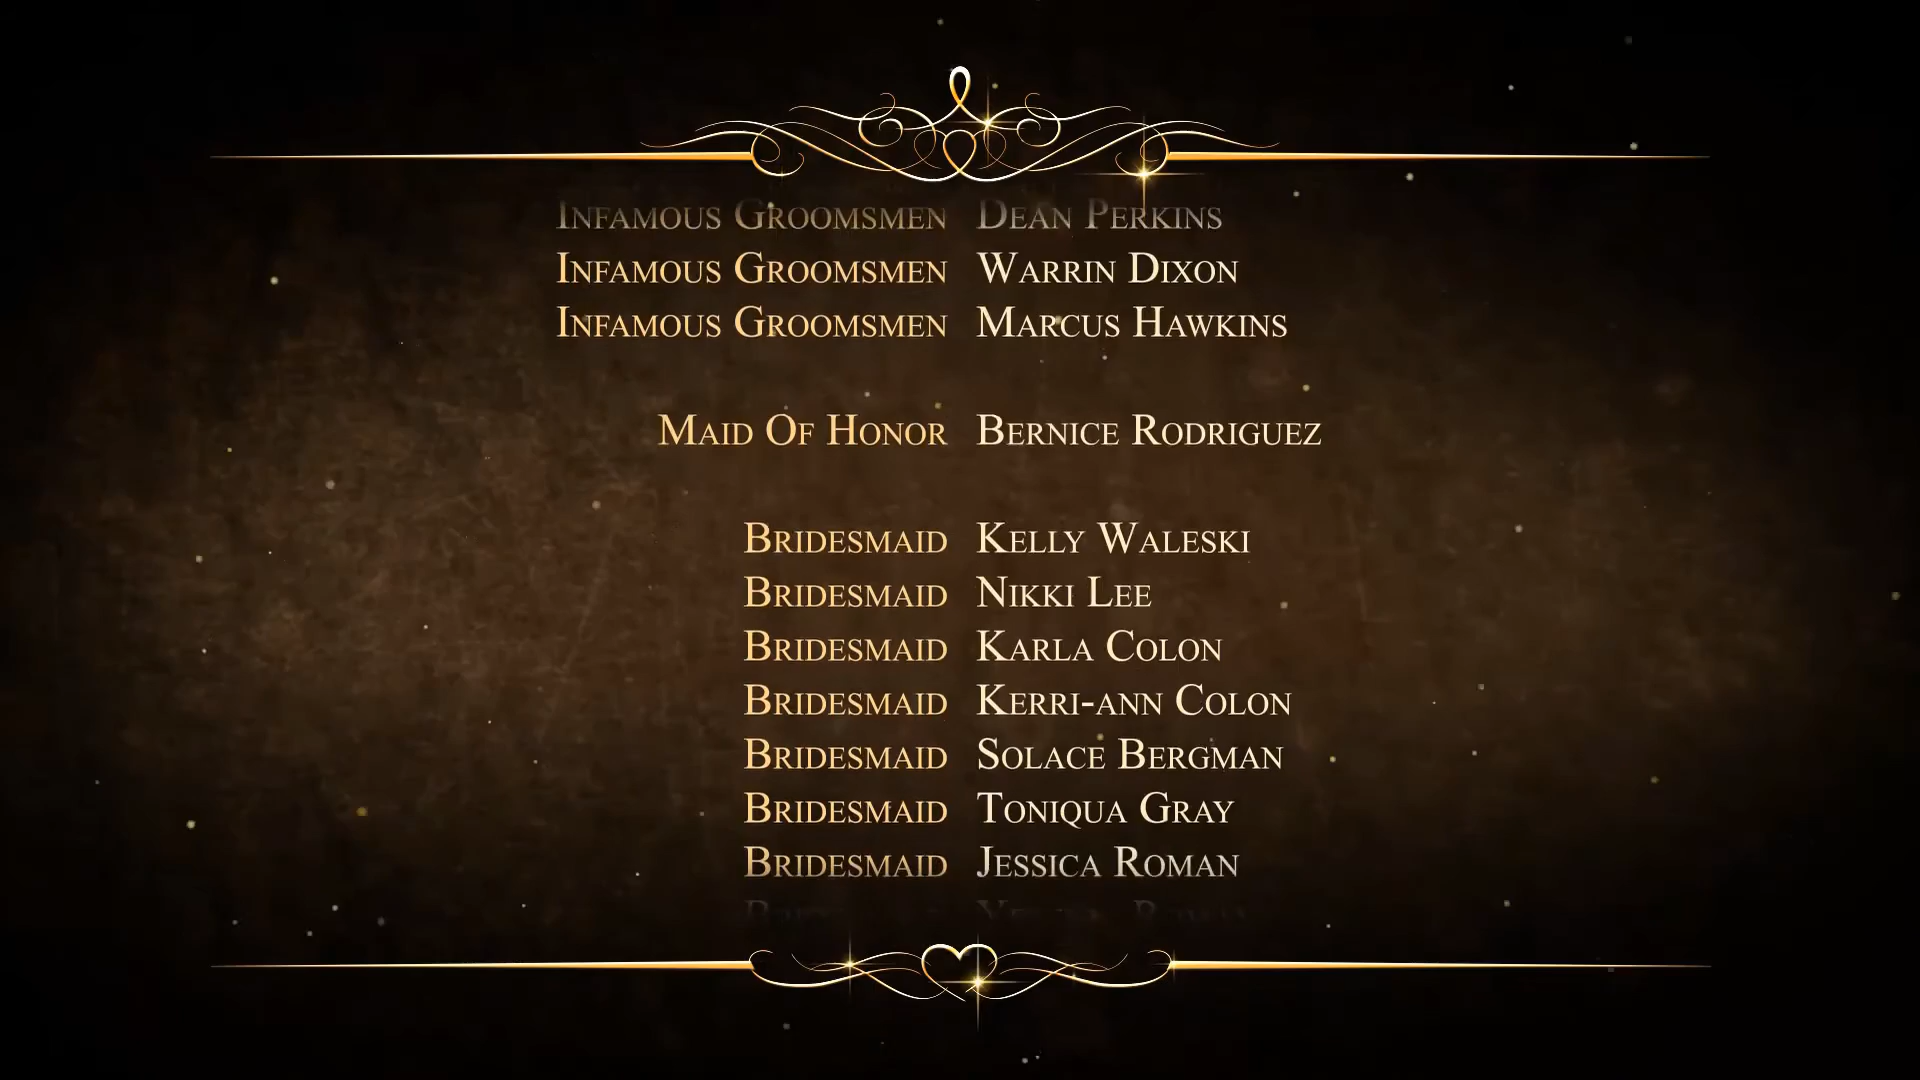 Infamous Groomsmen Dean Perkins
Infamous Groomsmen Warrin Dixon
Infamous Groomsmen Marcus Hawkins
Maid Of Honor Bernice Rodriguez
Bridesmaid Kelly Waleski
Bridesmaid Nikki Lee
Bridesmaid Karla Colon
Bridesmaid Kerri-ann Colon
Bridesmaid Solace Bergman
Bridesmaid Toniqua Gray
Bridesmaid Jessica Roman